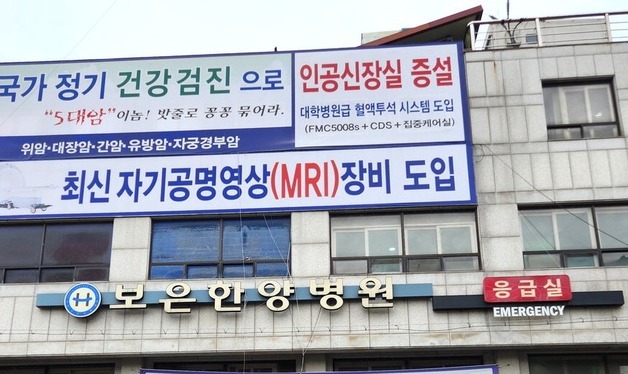 국가 정기 건강검진 으로
"5대암"이놈! 밧줄로 꽁꽁 묶어라.
위암·대장암·간암·유방암·자궁경부암
인공신장실 증설
대학병원급 혈액투석 시스템 도입
(FMC5008s+CDS+집중케어실)
최신 자기공명영상(MRI)장비 도입
H 보은한양병원
응급실
EMERGENCY